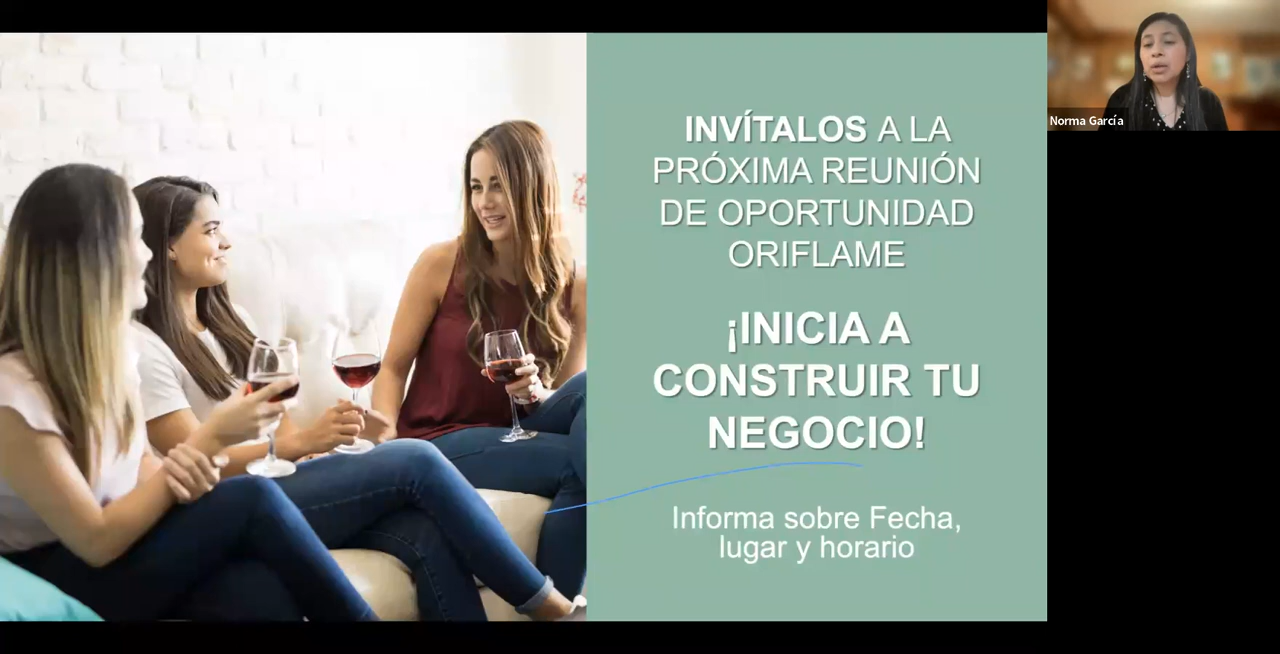 INVÍTALOS A LA
PRÓXIMA REUNIÓN
DE OPORTUNIDAD
ORIFLAME
¡INICIA A
CONSTRUIR TU
NEGOCIO!
Informa sobre Fecha,
lugar y horario
Norma García